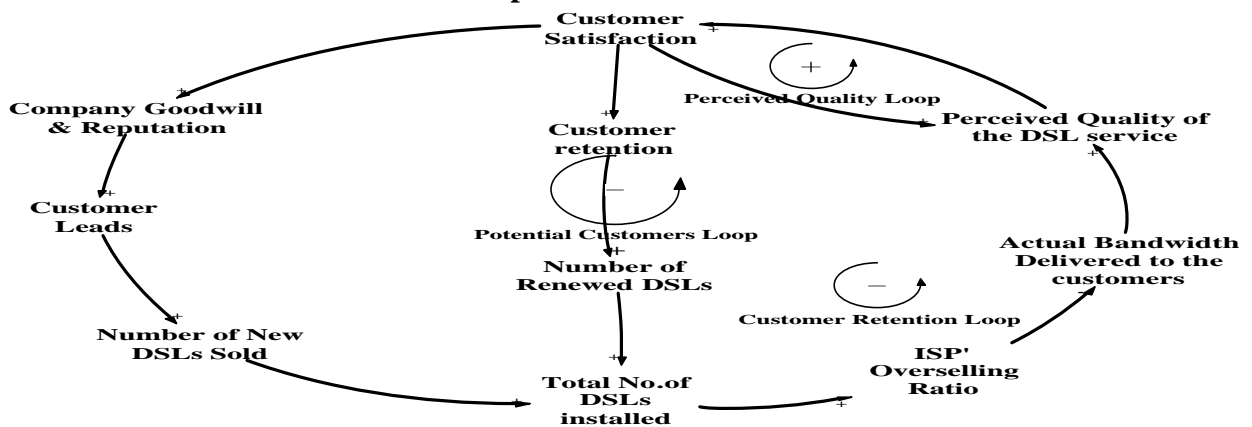 Customer
Satisfaction
+
+
+
Perceived Quality Loop
Company Goodwill
& Reputation
+
Customer
retention
+
Perceived Quality of
the DSL service
+
+
Customer
Leads
+
−
Potential Customers Loop
+
Number of
Renewed DSLs
Actual Bandwidth
Delivered to the
customers
−
−
Customer Retention Loop
Number of New
DSLs Sold
+
+
ISP'
Overselling
Ratio
Total No.of
DSLs
installed
+
+